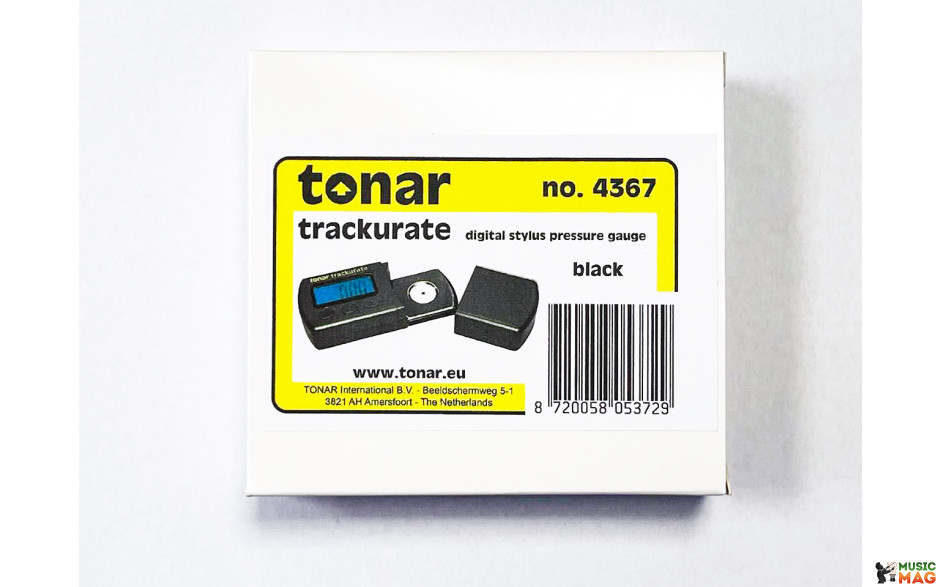 tonar
no. 4367
trackurate
digital stylus pressure gauge
black
tonar trackurate
www.tonar.eu
TONAR International B.V. - Beeldschermweg 5-1
3821 AH Amersfoort - The Netherlands
8 720058 053729
MUSIC
MAG